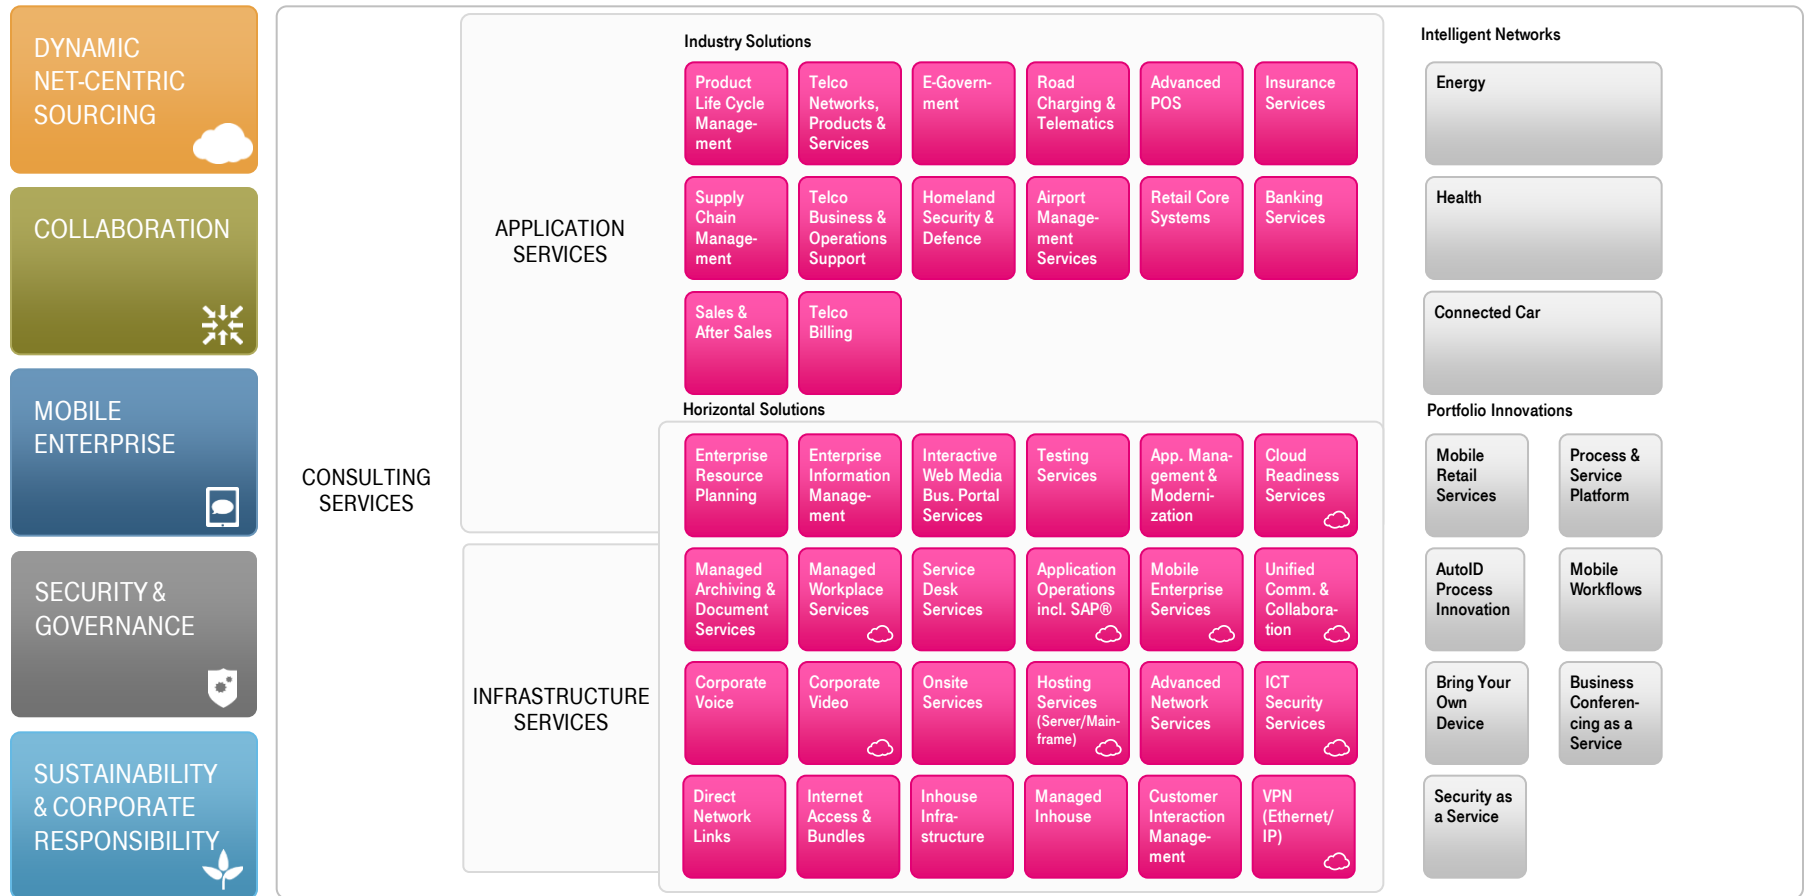 DYNAMIC
NET-CENTRIC
SOURCING
COLLABORATION
MOBILE
ENTERPRISE
SECURITY &
GOVERNANCE
SUSTAINABILITY
& CORPORATE
RESPONSIBILITY
CONSULTING
SERVICES
APPLICATION
SERVICES
INFRASTRUCTURE
SERVICES
Industry Solutions
Product
Life Cycle
Manage-
ment
Telco
Networks,
Products &
Services
E-Govern-
ment
Road
Charging &
Telematics
Advanced
POS
Insurance
Services
Supply
Chain
Manage-
ment
Telco
Business &
Operations
Support
Homeland
Security &
Defence
Airport
Manage-
ment
Services
Retail Core
Systems
Banking
Services
Sales &
After Sales
Telco
Billing
Horizontal Solutions
Enterprise
Resource
Planning
Enterprise
Information
Manage-
ment
Interactive
Web Media
Bus. Portal
Services
Testing
Services
App. Mana-
gement &
Moderni-
zation
Cloud
Readiness
Services
Managed
Archiving &
Document
Services
Managed
Workplace
Services
Service
Desk
Services
Application
Operations
incl. SAP®
Mobile
Enterprise
Services
Unified
Comm. &
Collabora-
tion
Corporate
Voice
Corporate
Video
Onsite
Services
Hosting
Services
(Server/Main-
frame)
Advanced
Network
Services
ICT
Security
Services
Direct
Network
Links
Internet
Access &
Bundles
Inhouse
Infra-
structure
Managed
Inhouse
Customer
Interaction
Manage-
ment
VPN
(Ethernet/
IP)
Intelligent Networks
Energy
Health
Connected Car
Portfolio Innovations
Mobile
Retail
Services
Process &
Service
Platform
AutoID
Process
Innovation
Mobile
Workflows
Bring Your
Own
Device
Business
Conferen-
cing as a
Service
Security as
a Service